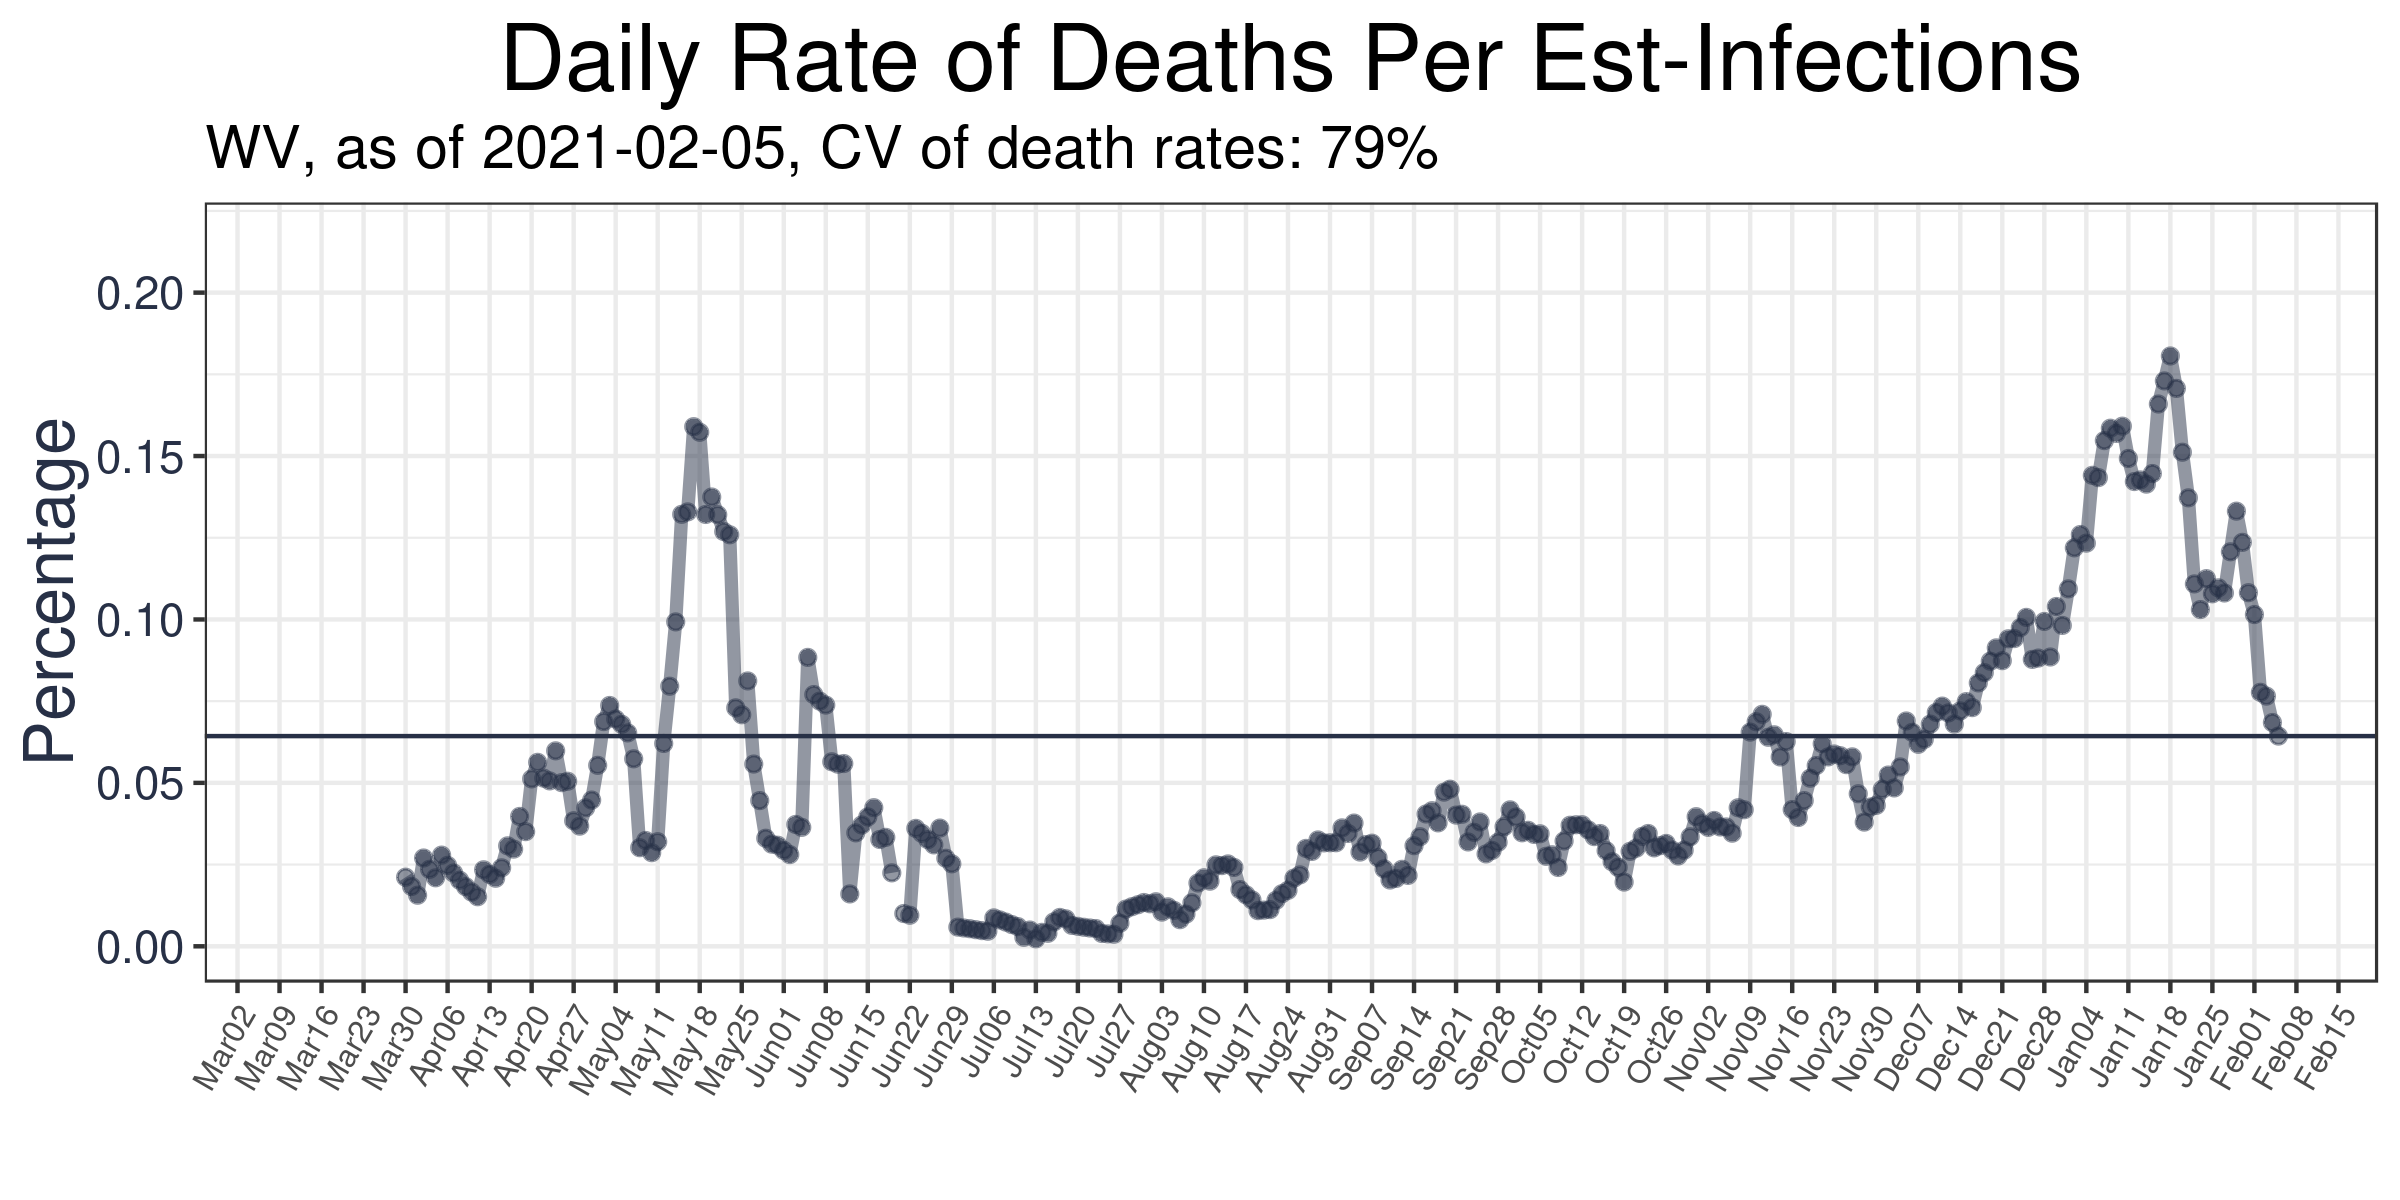 Daily Rate of Deaths Per Est-Infections
WV, as of 2021-02-05, CV of death rates: 79%
Percentage
0.20
0.15
0.10
0.05
0.00
Mar02
Mar09
Mar16
Mar23
Mar30
Apr06
Apr13
Apr20
Apr27
May04
May11
May18
May25
Jun01
Jun08
Jun15
Jun22
Jun29
Jul06
Jul13
Jul20
Jul27
Aug03
Aug10
Aug17
Aug24
Aug31
Sep07
Sep14
Sep21
Sep28
Oct05
Oct12
Oct19
Oct26
Nov02
Nov09
Nov16
Nov23
Nov30
Dec07
Dec14
Dec21
Dec28
Jan04
Jan11
Jan18
Jan25
Feb01
Feb08
Feb15